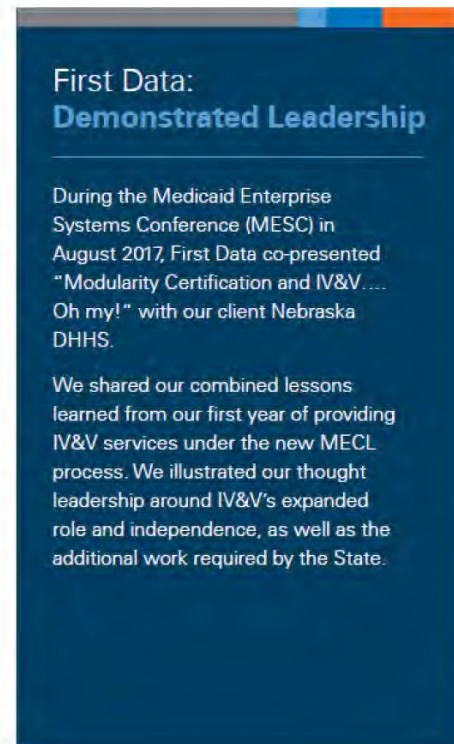 First Data:
Demonstrated Leadership
During the Medicaid Enterprise
Systems Conference (MESC) in
August 2017, First Data co-presented
“Modularity Certification and IV&V....
Oh my!” with our client Nebraska
DHHS.
We shared our combined lessons
learned from our first year of providing
IV&V services under the new MECL
process. We illustrated our thought
leadership around IV&V’s expanded
role and independence, as well as the
additional work required by the State.